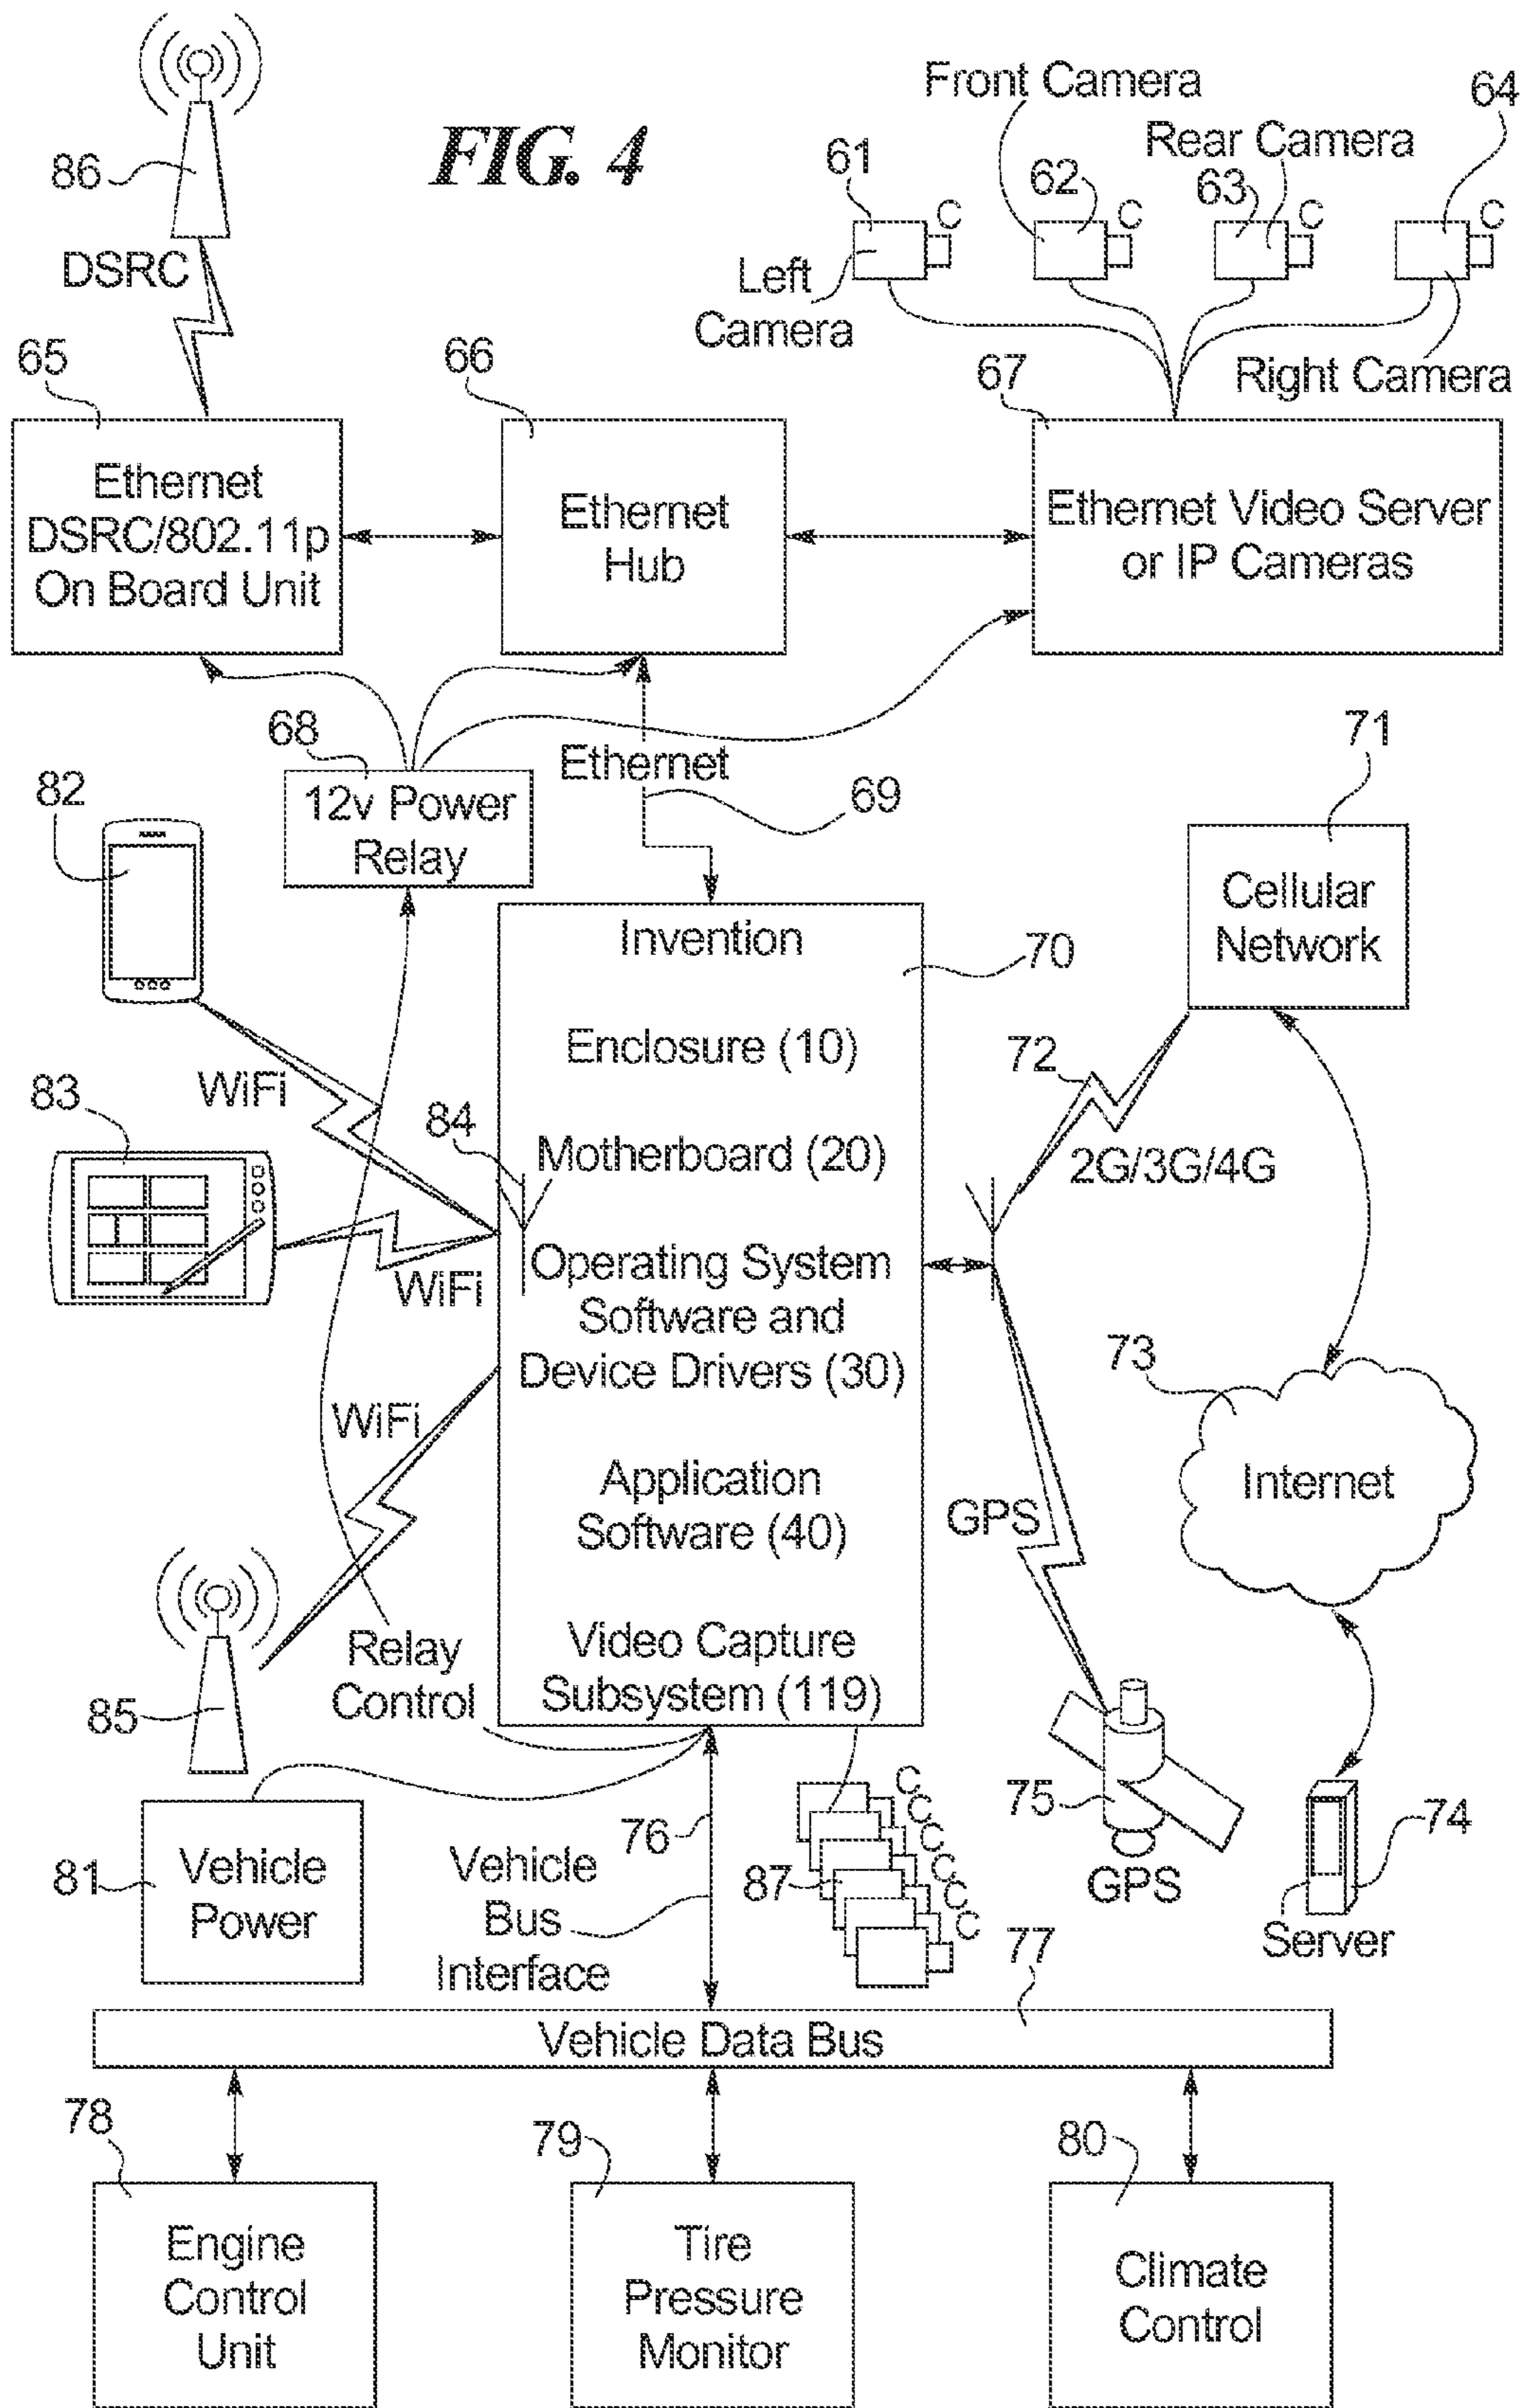 FIG. 4
86
DSRC
Front Camera
64
Rear Camera
61
62
63
C
C
C
C
Left
Camera
Right Camera
65
66
67
Ethernet
DSRC/802.11p
On Board Unit
Ethernet
Hub
Ethernet Video Server
or IP Cameras
68
12v Power
Relay
Ethernet
69
71
Cellular
Network
82
Invention
70
Enclosure (10)
Motherboard (20)
Operating System
Software and
Device Drivers (30)
Application
Software (40)
Video Capture
Subsystem (119)
72
2G/3G/4G
WiFi
83
84
WiFi
WiFi
73
Internet
GPS
85
Relay
Control
75
GPS
74
Server
81
Vehicle
Power
76
Vehicle
Bus
Interface
87
C
C
C
C
C
C
77
Vehicle Data Bus
78
79
80
Engine
Control
Unit
Tire
Pressure
Monitor
Climate
Control